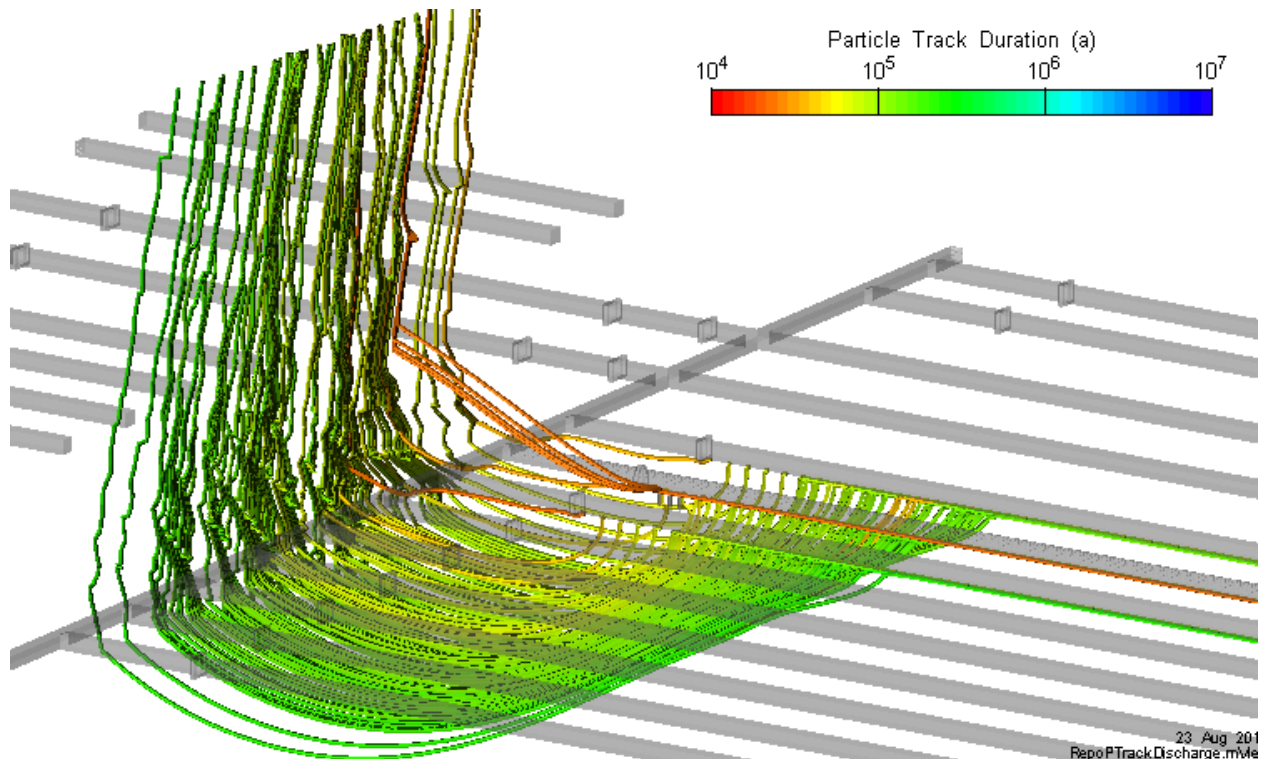 Particle Track Duration (a)
10⁴ 10⁵ 10⁶ 10⁷
23 Aug 201
RepoPTrackDischarge.mVie